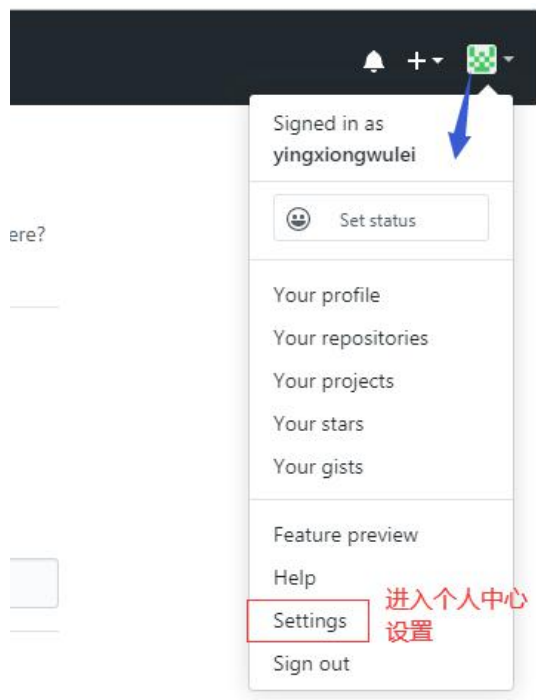 Signed in as
yingxiongwulei
Set status
ere?
Your profile
Your repositories
Your projects
Your stars
Your gists
Feature preview
Help
Settings
进入个人中心
设置
Sign out